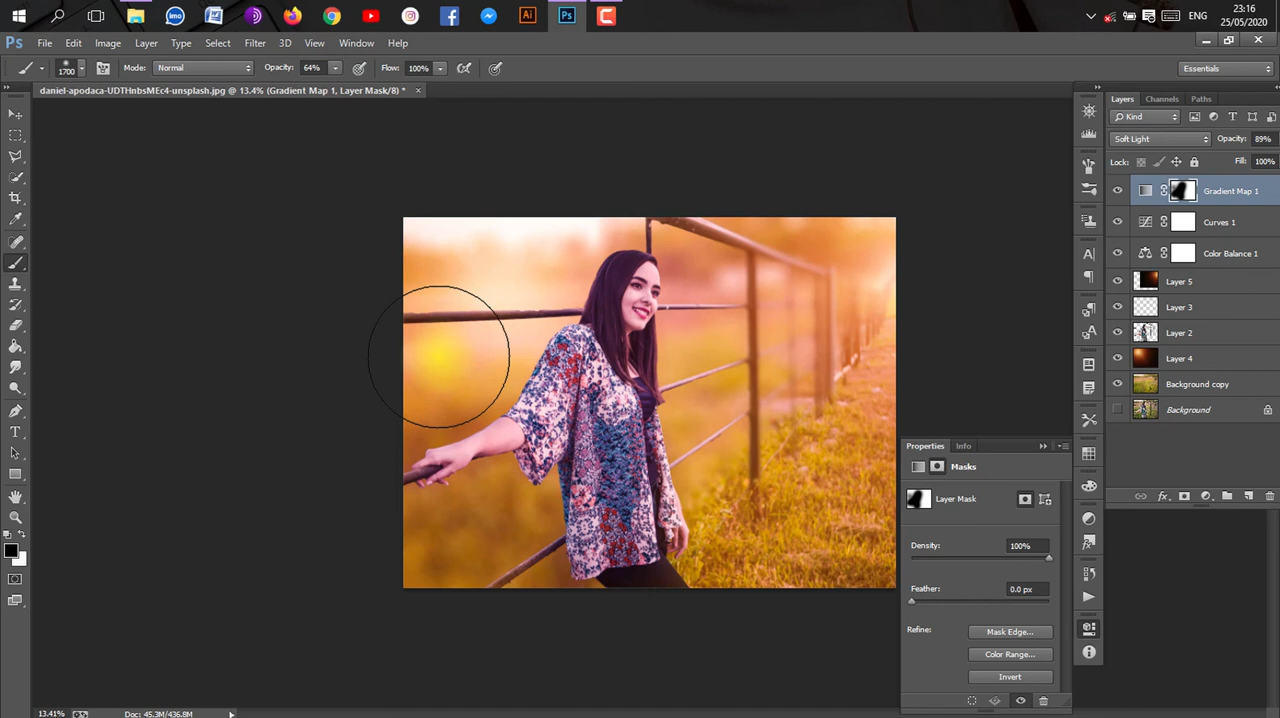 23:16
ENG
25/05/2020
imo
W
Ai
Ps
Ps
File Edit Image Layer Type Select Filter 3D View Window Help
1700
Mode: Normal
Opacity: 64%
Flow: 100%
Essentials
daniel-apodaca-UDTHnbsMEc4-unsplash.jpg @ 13.4% (Gradient Map 1, Layer Mask/8) *
Layers Channels Paths
Kind
Soft Light Opacity: 89%
Lock: Fill: 100%
Gradient Map 1
Curves 1
Color Balance 1
Layer 5
Layer 3
Layer 2
Layer 4
Background copy
Background
Properties Info
Masks
Layer Mask
Density: 100%
Feather: 0.0 px
Refine: Mask Edge...
Color Range...
Invert
13.41% Doc: 45.3M/436.8M